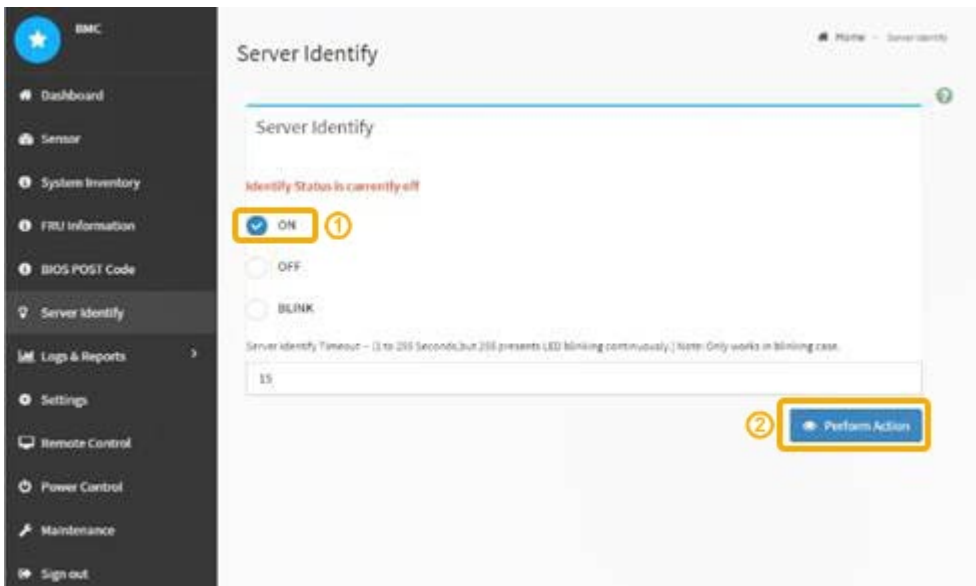 BMC
Home - Server Identify
Server Identify
Dashboard
Server Identify
Sensor
System Inventory
Identify Status is currently off
FRU Information
ON
1
BIOS POST Code
OFF
Server Identify
BLINK
Logs & Reports
Server Identify Timeout -- (1 to 255 Seconds,but 255 presents LED blinking continuously.) Note: Only works in blinking case.
15
Settings
2
Perform Action
Remote Control
Power Control
Maintenance
Sign out